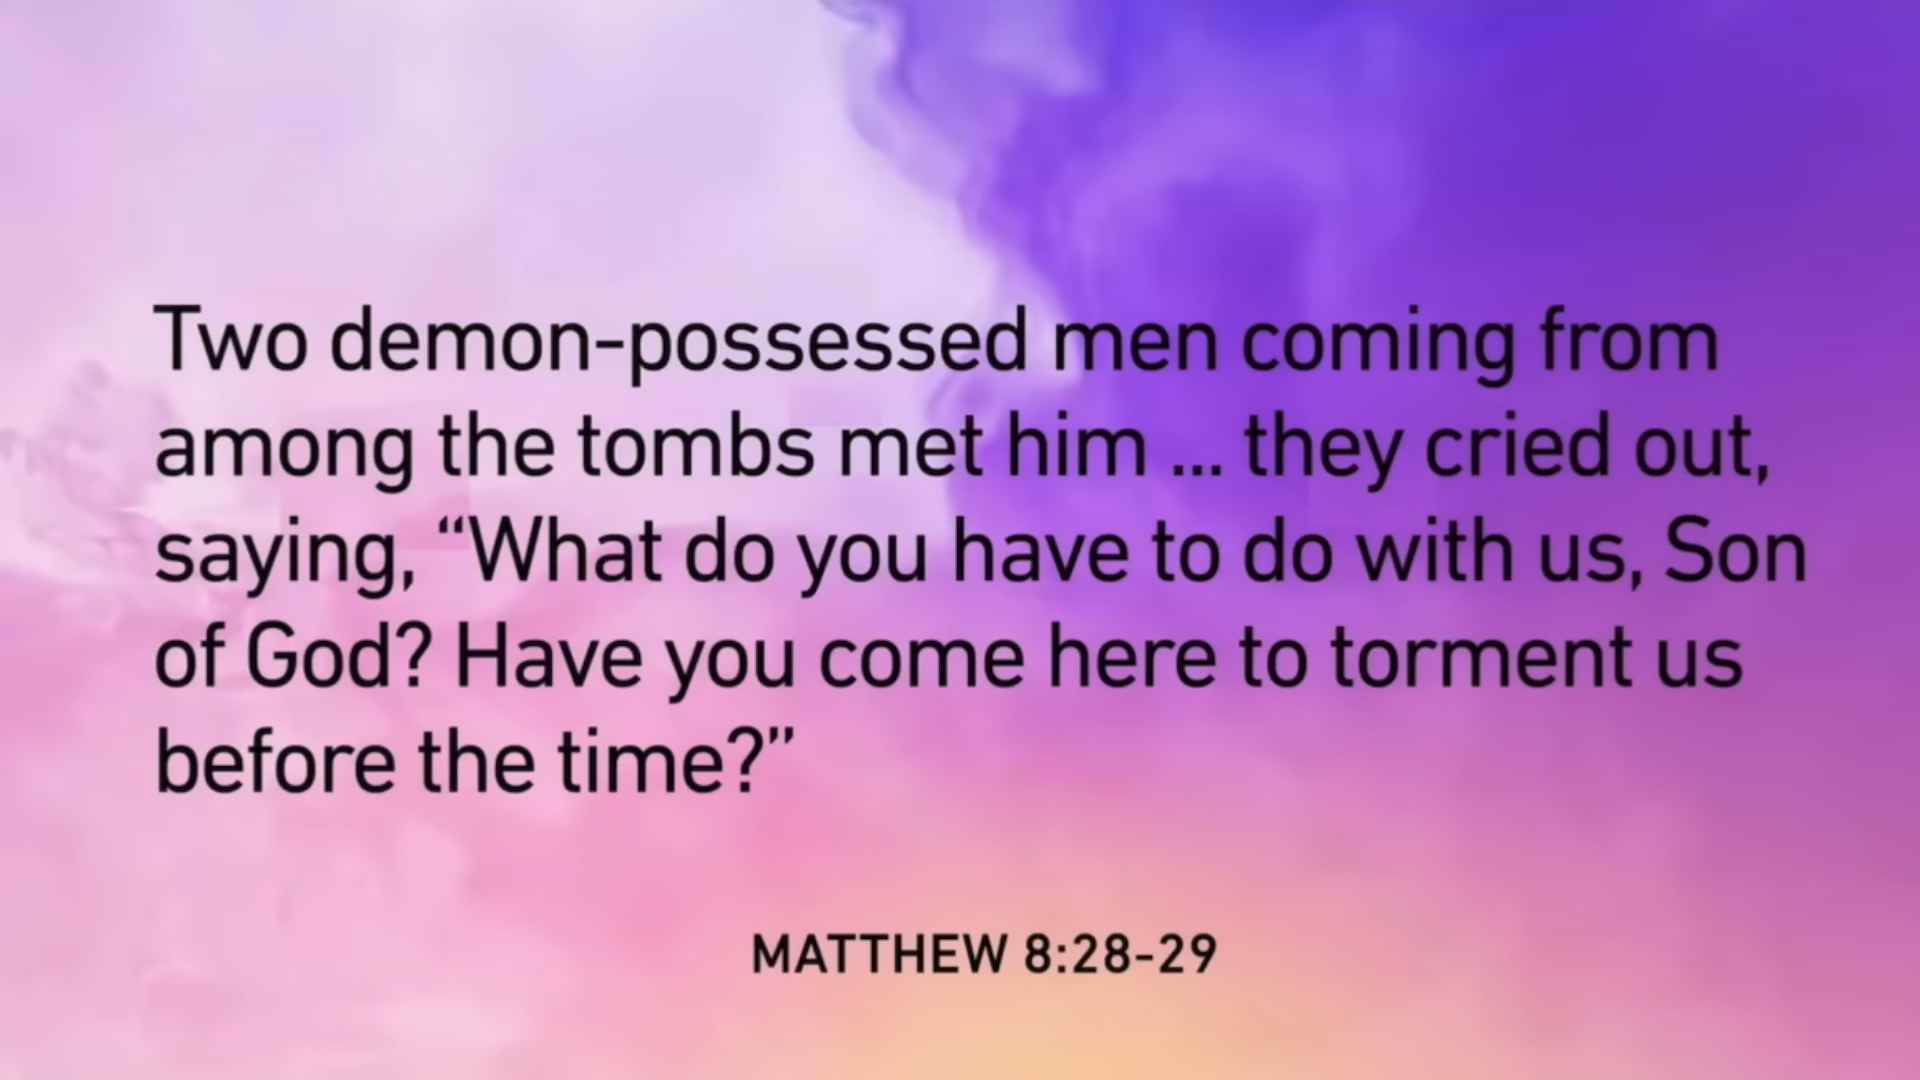 Two demon-possessed men coming from
among the tombs met him ... they cried out,
saying, “What do you have to do with us, Son
of God? Have you come here to torment us
before the time?”
MATTHEW 8:28-29